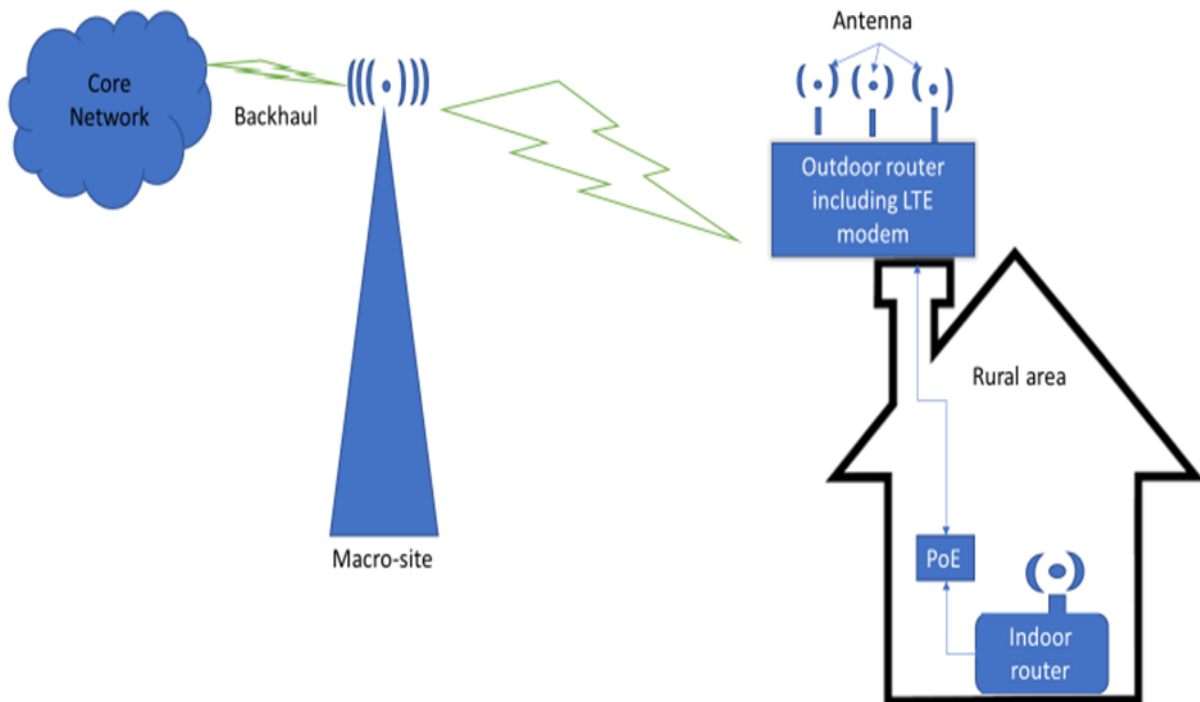 Core
Network
Backhaul
Macro-site
Antenna
Outdoor router
including LTE
modem
Rural area
PoE
Indoor
router